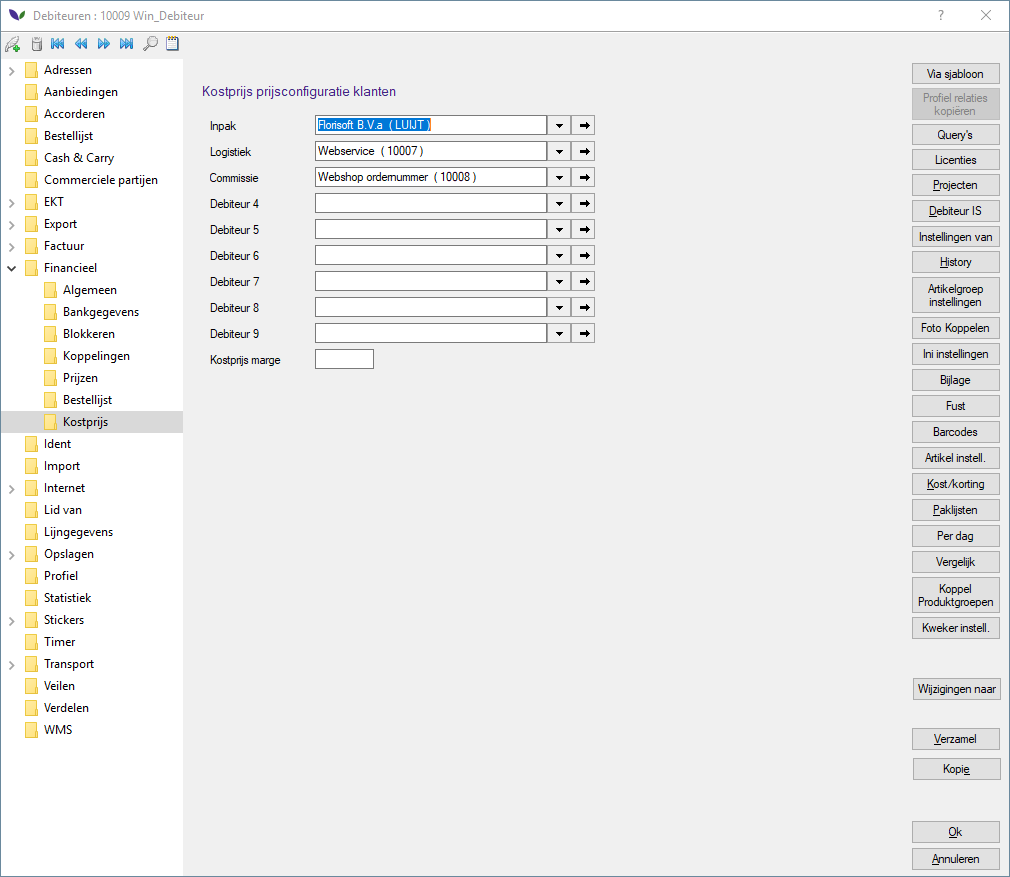 Debiteuren : 10009 Win_Debiteur
?
Adressen
Aanbiedingen
Accorderen
Bestellijst
Cash & Carry
Commerciele partijen
EKT
Export
Factuur
Financieel
Algemeen
Bankgegevens
Blokkeren
Koppelingen
Prijzen
Bestellijst
Kostprijs
Ident
Import
Internet
Lid van
Lijngegevens
Opslagen
Profiel
Statistiek
Stickers
Timer
Transport
Veilen
Verdelen
WMS
Kostprijs prijsconfiguratie klanten
Inpak Florisoft B.V.a ( LUIJT )
Logistiek Webservice ( 10007 )
Commissie Webshop ordernummer ( 10008 )
Debiteur 4
Debiteur 5
Debiteur 6
Debiteur 7
Debiteur 8
Debiteur 9
Kostprijs marge
Via sjabloon
Profiel relaties
kopiëren
Query's
Licenties
Projecten
Debiteur IS
Instellingen van
History
Artikelgroep
instellingen
Foto Koppelen
Ini instellingen
Bijlage
Fust
Barcodes
Artikel instell.
Kost/korting
Paklijsten
Per dag
Vergelijk
Koppel
Produktgroepen
Kweker instell.
Wijzigingen naar
Verzamel
Kopie
Ok
Annuleren